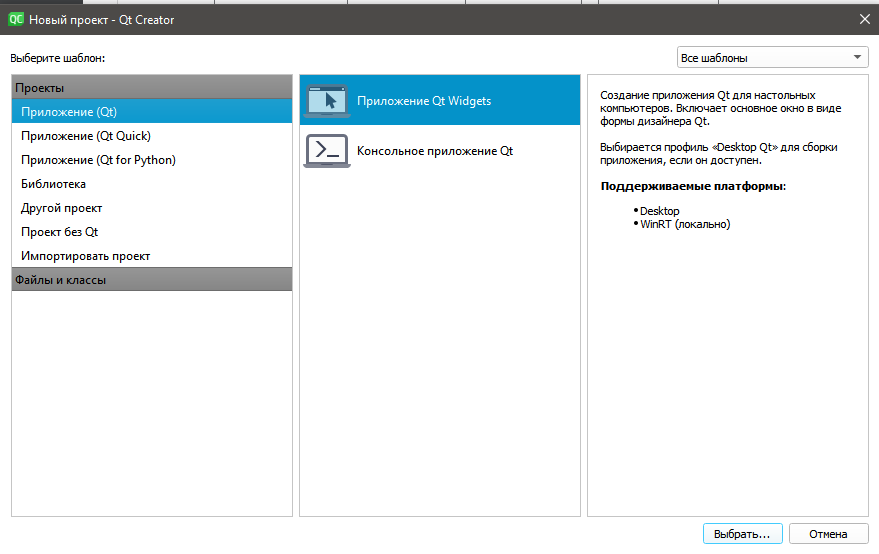 QC Новый проект - Qt Creator
Выберите шаблон:
Все шаблоны
Проекты
Приложение (Qt)
Приложение (Qt Quick)
Приложение (Qt for Python)
Библиотека
Другой проект
Проект без Qt
Импортировать проект
Файлы и классы
Приложение Qt Widgets
Консольное приложение Qt
Создание приложения Qt для настольных
компьютеров. Включает основное окно в виде
формы дизайнера Qt.
Выбирается профиль «Desktop Qt» для сборки
приложения, если он доступен.
Поддерживаемые платформы:
• Desktop
• WinRT (локально)
Выбрать...
Отмена